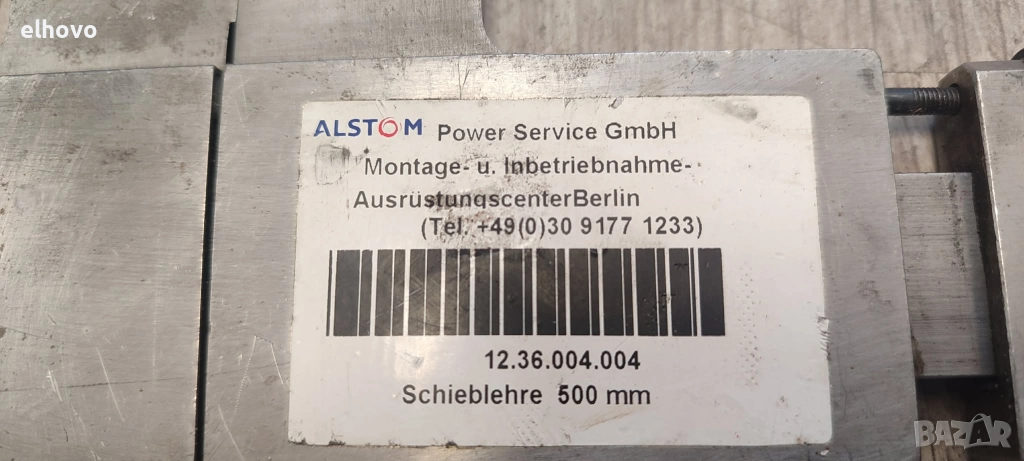 elhovo
ALSTOM Power Service GmbH
Montage- u. Inbetriebnahme-
AusrüstungscenterBerlin
(Tel. +49(0)30 9177 1233)
12.36.004.004
Schieblehre 500 mm
BAZAR